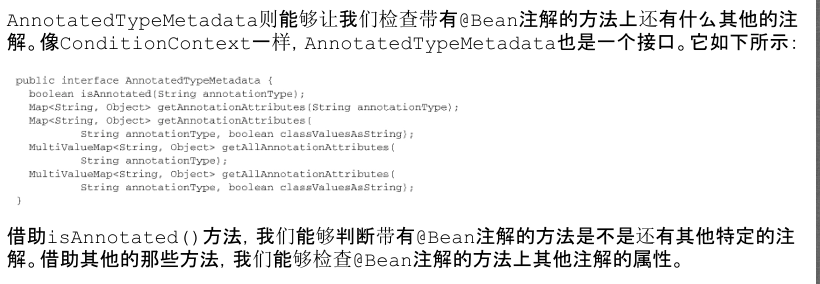 AnnotatedTypeMetadata则能够让我们检查带有@Bean注解的方法上还有什么其他的注
解。像ConditionContext一样，AnnotatedTypeMetadata也是一个接口。它如下所示：
public interface AnnotatedTypeMetadata {
boolean isAnnotated(String annotationType);
Map<String, Object> getAnnotationAttributes(String annotationType);
Map<String, Object> getAnnotationAttributes(
String annotationType, boolean classValuesAsString);
MultiValueMap<String, Object> getAllAnnotationAttributes(
String annotationType);
MultiValueMap<String, Object> getAllAnnotationAttributes(
String annotationType, boolean classValuesAsString);
}
借助isAnnotated()方法，我们能够判断带有@Bean注解的方法是不是还有其他特定的注
解。借助其他的那些方法，我们能够检查@Bean注解的方法上其他注解的属性。